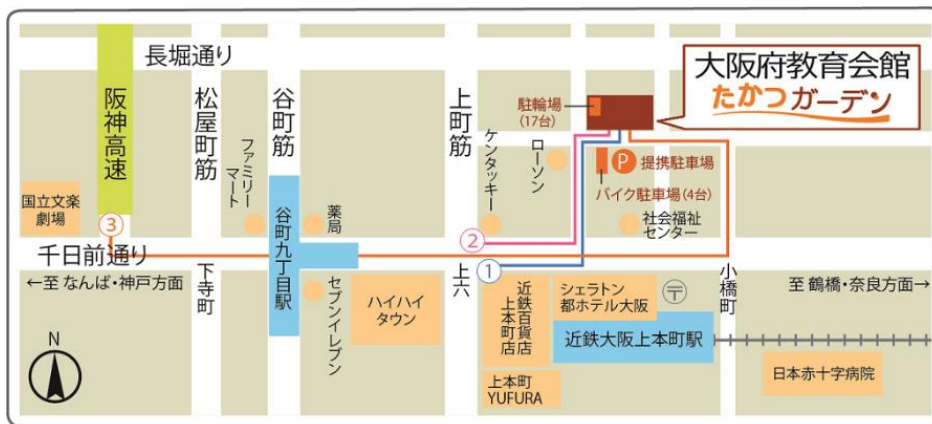 長堀通り
阪神高速
松屋町筋
谷町筋
上町筋
大阪府教育会館
たかつガーデン
駐輪場
(17台)
ファミリー
マート
薬局
ケンタッキー
ローソン
P 提携駐車場
バイク駐車場(4台)
社会福祉
センター
国立文楽
劇場
③
②
①
千日前通り
谷町九丁目駅
←至 なんば・神戸方面
下寺町
セブンイレブン
ハイハイ
タウン
上六
近鉄百貨店
上本町店
シェラトン
都ホテル大阪
〒
小橋町
至 鶴橋・奈良方面→
近鉄大阪上本町駅
上本町
YUFURA
日本赤十字病院
N